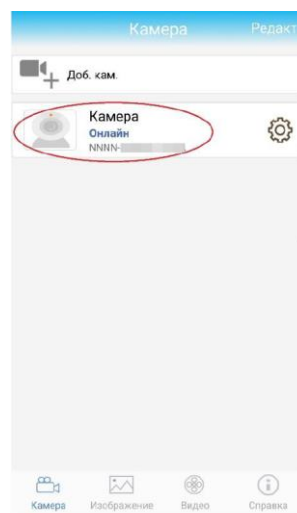 Камера
Редакт
Доб. кам.
Камера
Онлайн
NNNN-
Камера
Изображение
Видео
Справка